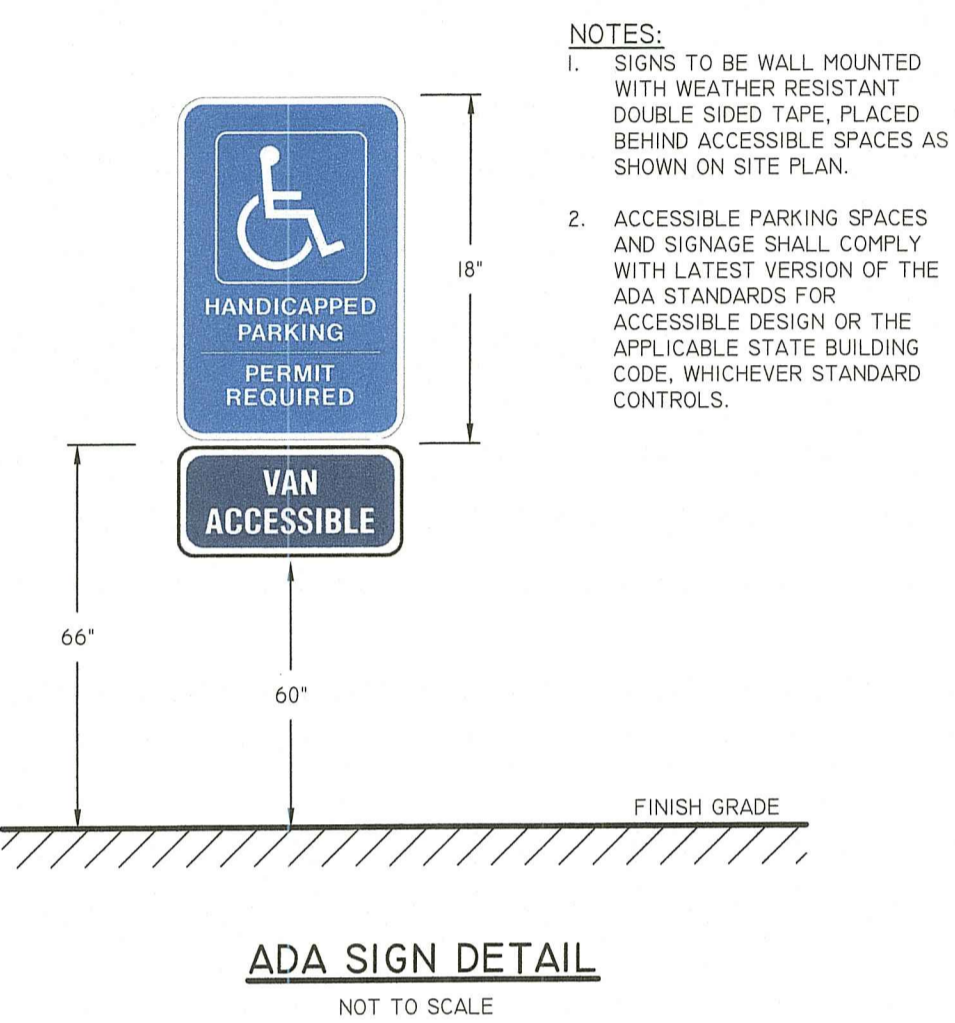 NOTES:
1. SIGNS TO BE WALL MOUNTED
WITH WEATHER RESISTANT
DOUBLE SIDED TAPE, PLACED
BEHIND ACCESSIBLE SPACES AS
SHOWN ON SITE PLAN.
2. ACCESSIBLE PARKING SPACES
AND SIGNAGE SHALL COMPLY
WITH LATEST VERSION OF THE
ADA STANDARDS FOR
ACCESSIBLE DESIGN OR THE
APPLICABLE STATE BUILDING
CODE, WHICHEVER STANDARD
CONTROLS.
18"
HANDICAPPED
PARKING
PERMIT
REQUIRED
VAN
ACCESSIBLE
66"
60"
FINISH GRADE
ADA SIGN DETAIL
NOT TO SCALE